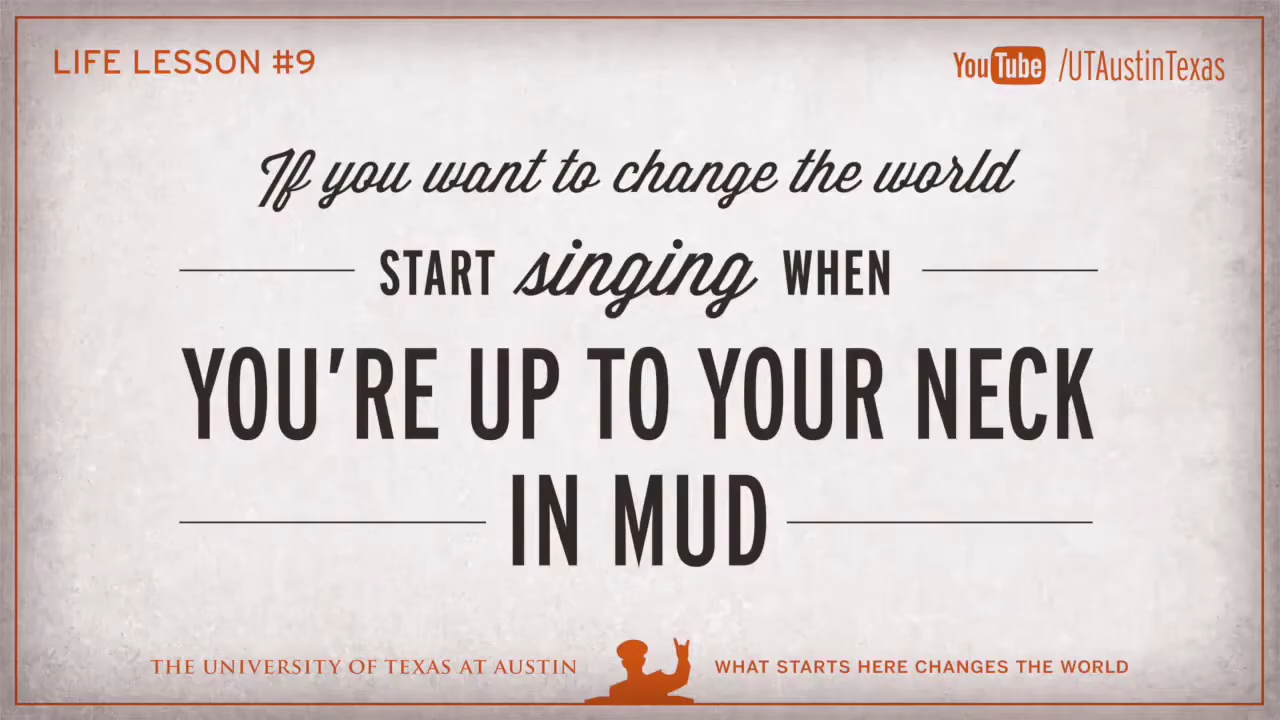 LIFE LESSON #9
YouTube /UTAustinTexas
If you want to change the world
START singing WHEN
YOU'RE UP TO YOUR NECK
IN MUD
THE UNIVERSITY OF TEXAS AT AUSTIN
WHAT STARTS HERE CHANGES THE WORLD